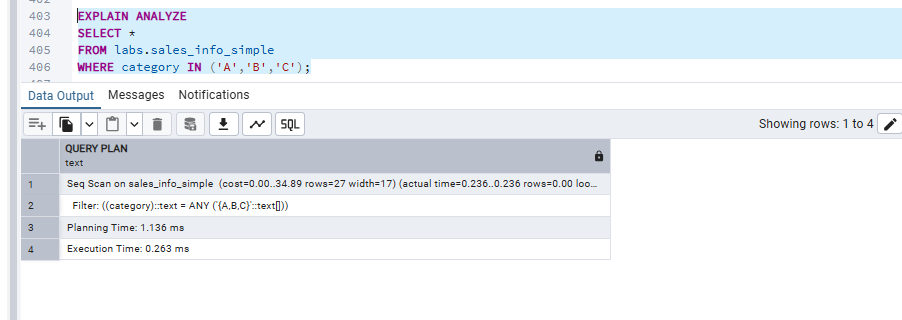 403 EXPLAIN ANALYZE
404 SELECT *
405 FROM labs.sales_info_simple
406 WHERE category IN ('A','B','C');
Data Output Messages Notifications
SQL Showing rows: 1 to 4
QUERY PLAN
text
1 Seq Scan on sales_info_simple (cost=0.00..34.89 rows=27 width=17) (actual time=0.236..0.236 rows=0.00 loo...
2 Filter: ((category)::text = ANY ('{A,B,C}'::text[]))
3 Planning Time: 1.136 ms
4 Execution Time: 0.263 ms